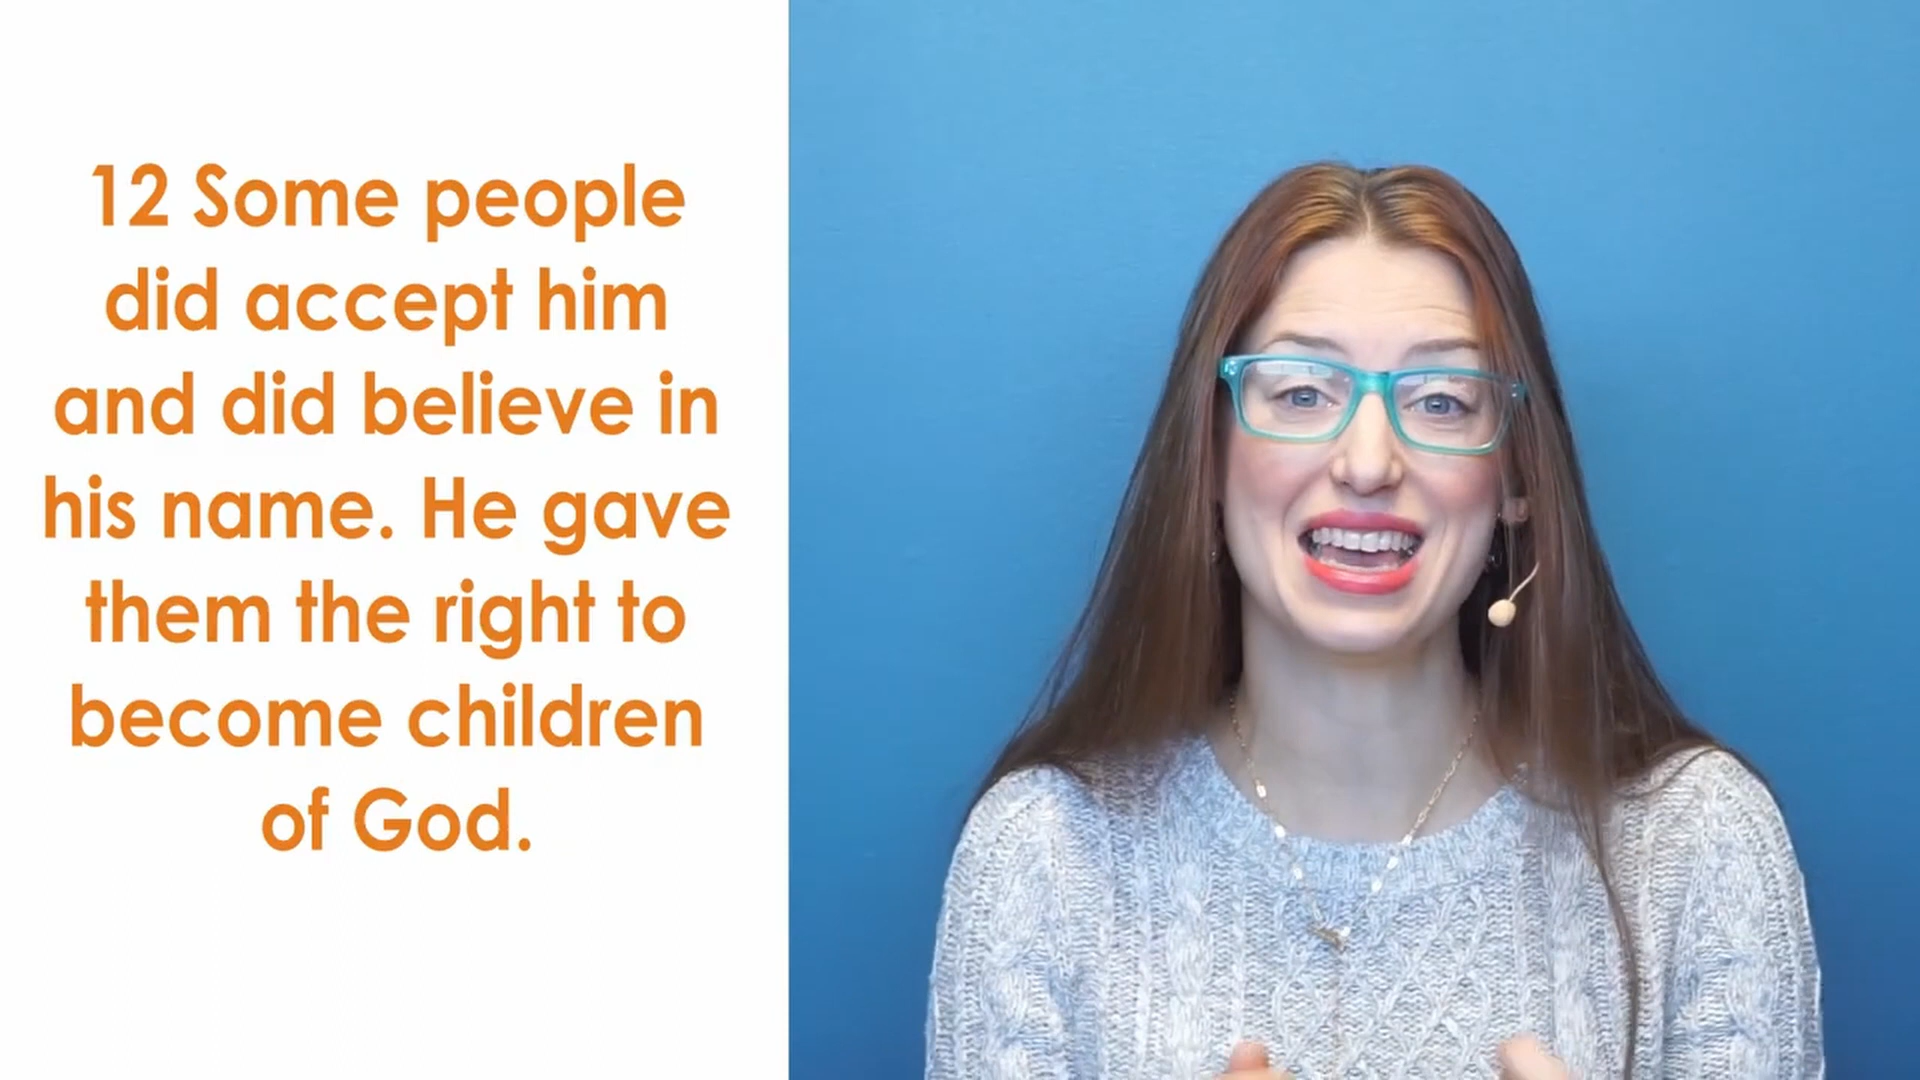 12 Some people
did accept him
and did believe in
his name. He gave
them the right to
become children
of God.